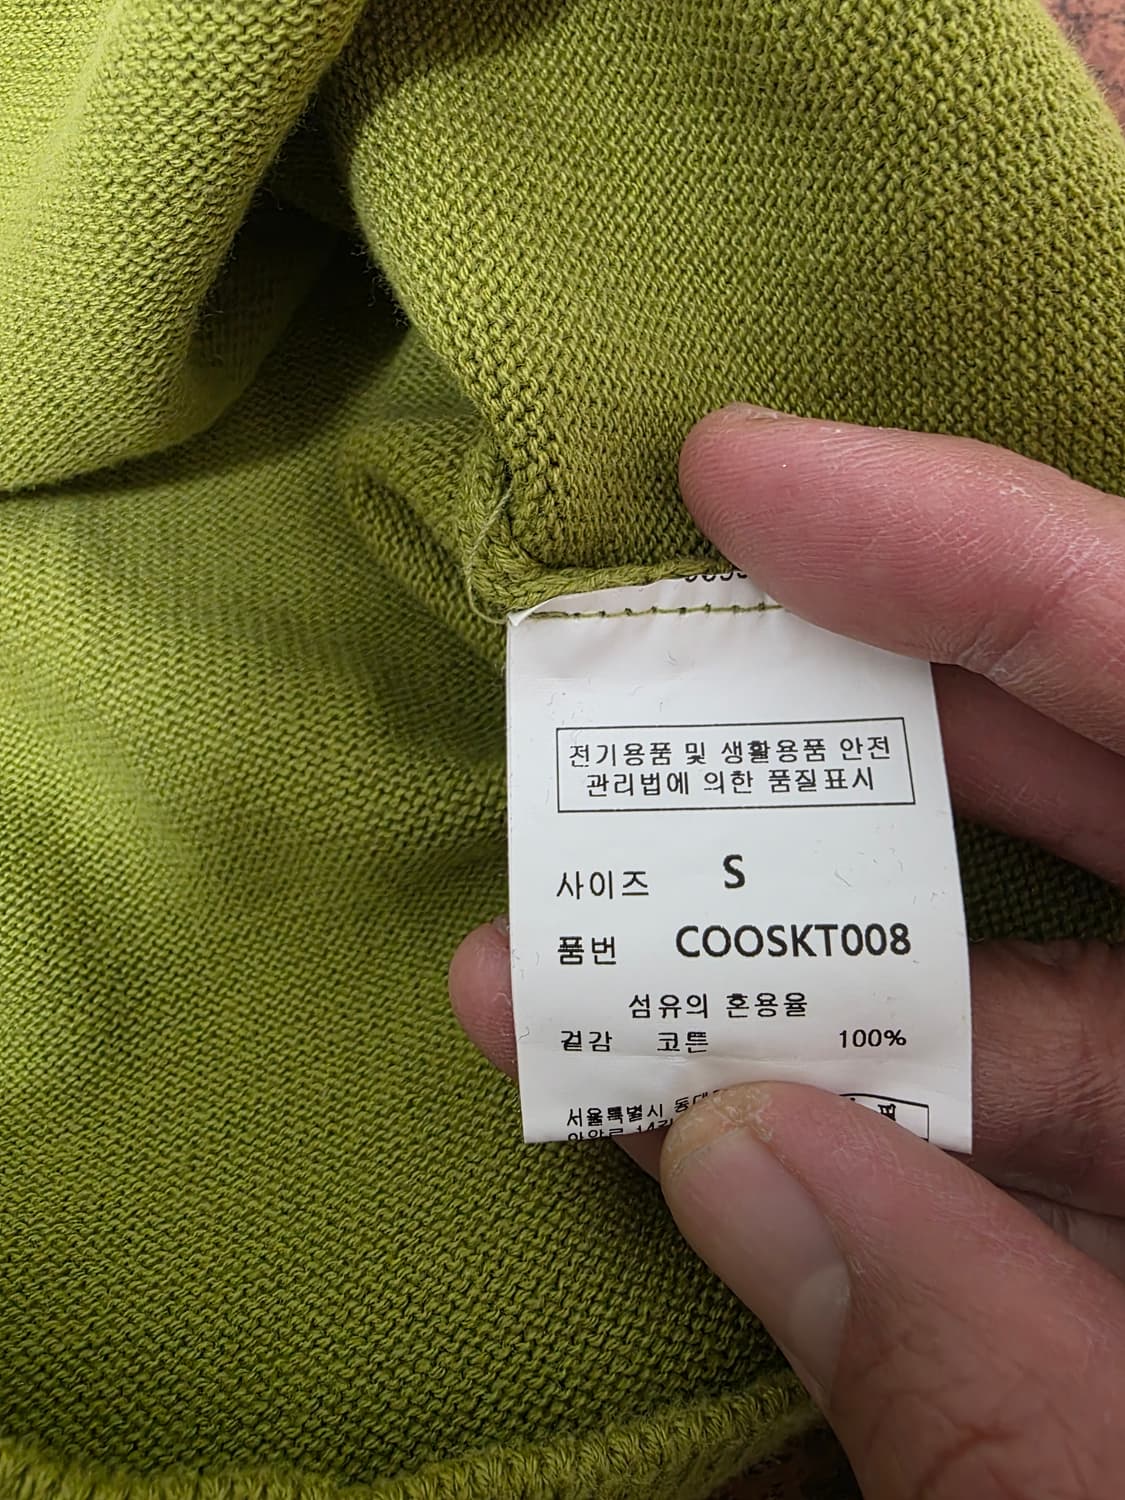 전기용품 및 생활용품 안전
관리법에 의한 품질표시
사이즈 S
품번 COOSKT008
섬유의 혼용율
겉감 코튼 100%
서울특별시